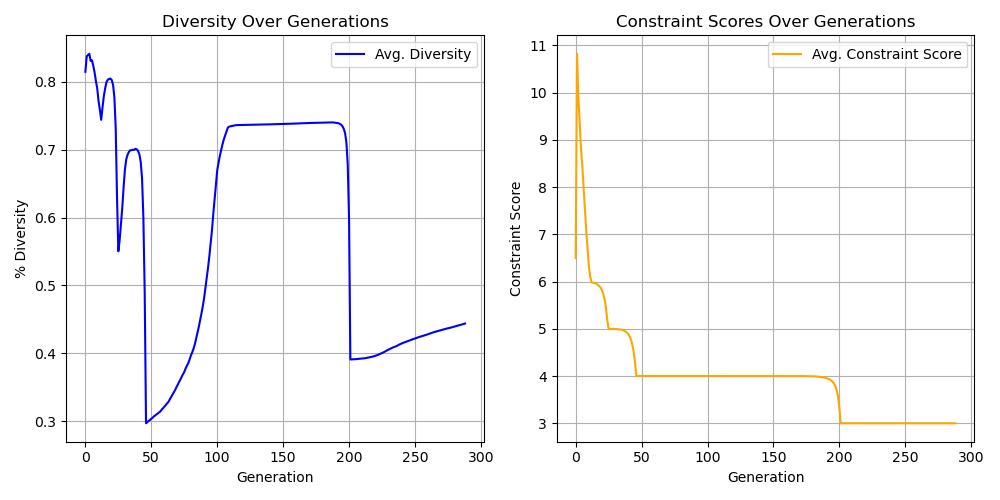 Diversity Over Generations
Avg. Diversity
0.8
0.7
0.6
0.5
0.4
0.3
% Diversity
0 50 100 150 200 250 300
Generation
Constraint Scores Over Generations
Avg. Constraint Score
11
10
9
8
7
6
5
4
3
Constraint Score
0 50 100 150 200 250 300
Generation